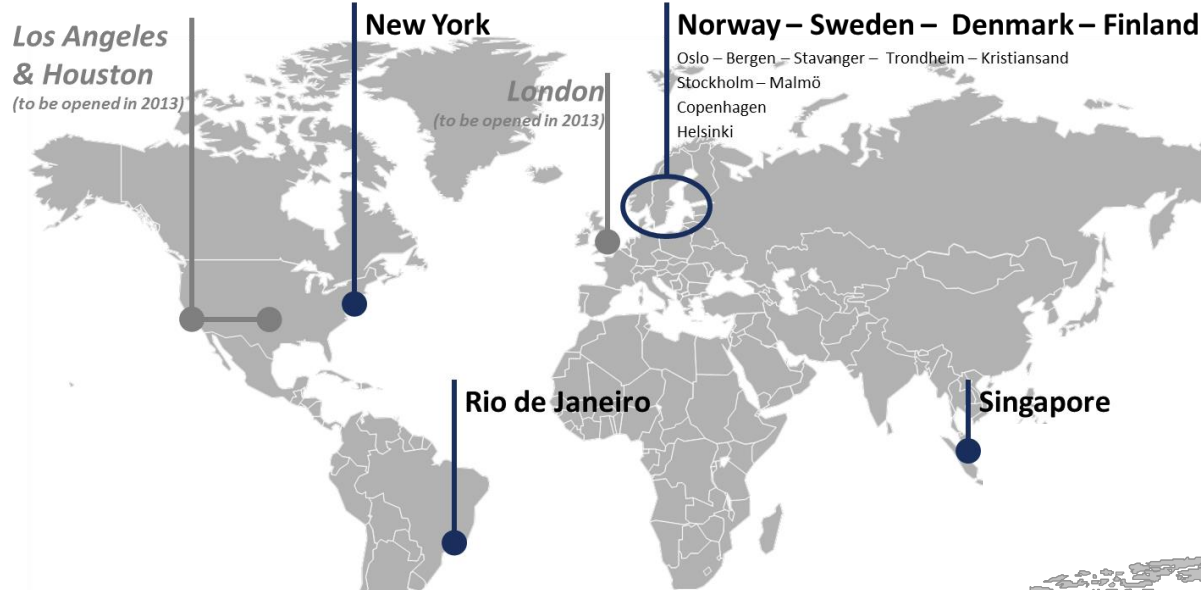 Los Angeles
& Houston
(to be opened in 2013)
New York
London
(to be opened in 2013)
Norway – Sweden – Denmark – Finland
Oslo – Bergen – Stavanger – Trondheim – Kristiansand
Stockholm – Malmö
Copenhagen
Helsinki
Rio de Janeiro
Singapore